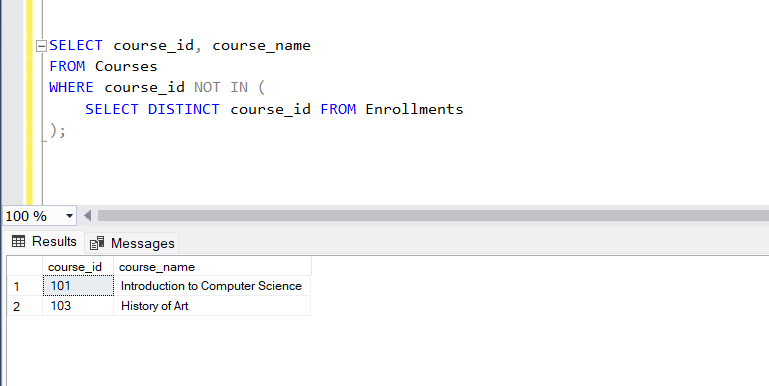 SELECT course_id, course_name
FROM Courses
WHERE course_id NOT IN (
SELECT DISTINCT course_id FROM Enrollments
);
100 %
Results Messages
course_id course_name
1 101 Introduction to Computer Science
2 103 History of Art